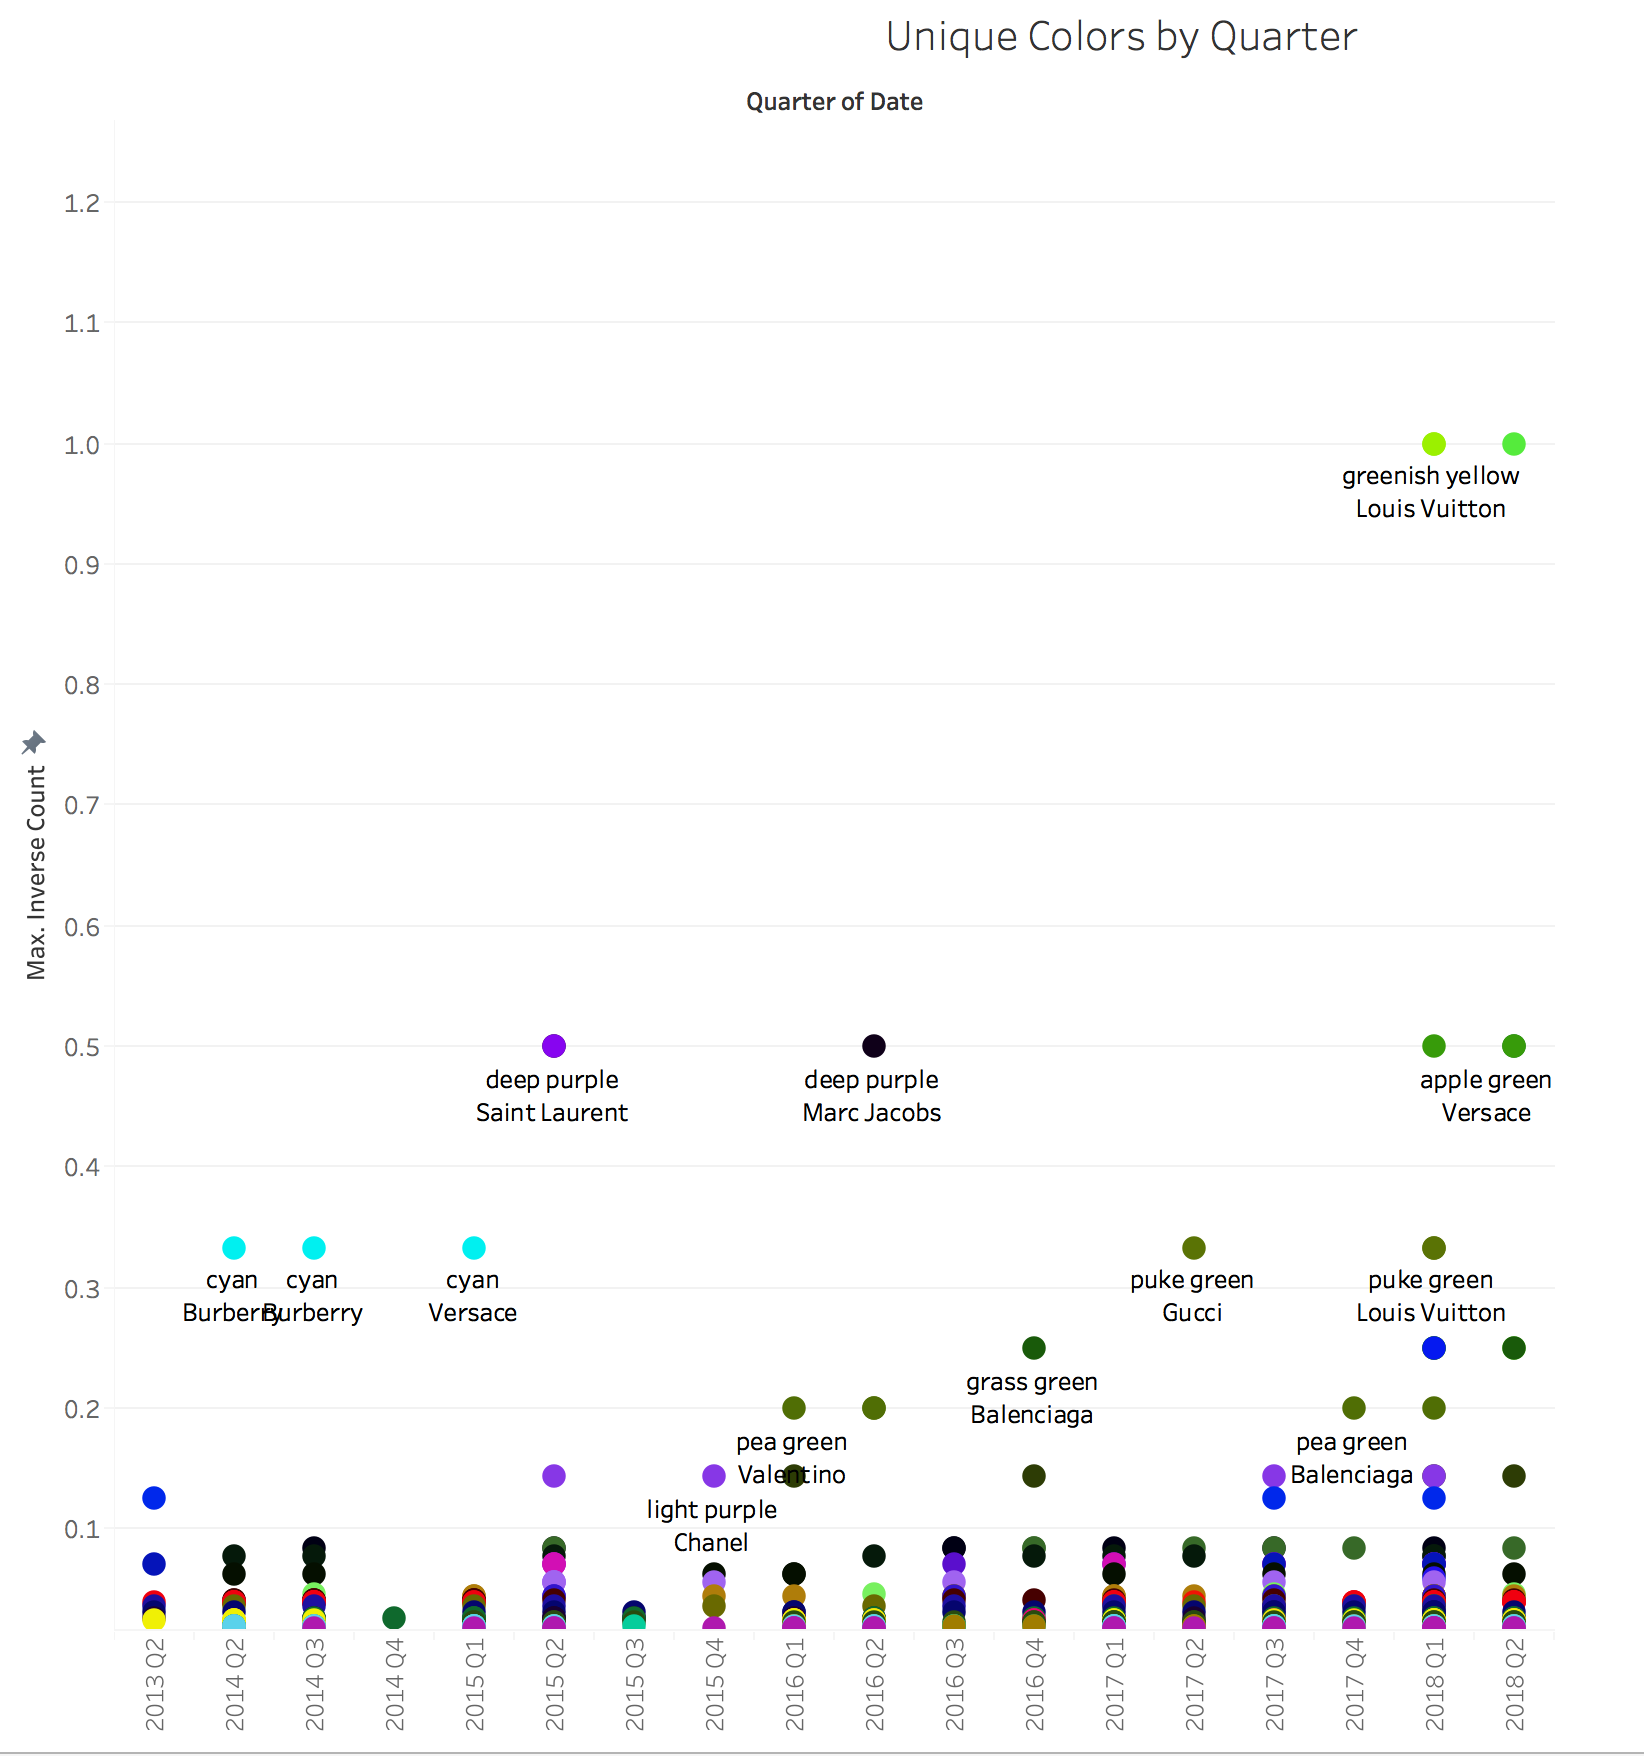 Unique Colors by Quarter
Quarter of Date
1.2
1.1
1.0
greenish yellow
Louis Vuitton
0.9
0.8
Max. Inverse Count
0.7
0.6
0.5
deep purple
Saint Laurent
deep purple
Marc Jacobs
apple green
Versace
0.4
cyan
Burberry
cyan
Burberry
cyan
Versace
puke green
Gucci
puke green
Louis Vuitton
0.3
grass green
Balenciaga
0.2
pea green
Valentino
pea green
Balenciaga
light purple
Chanel
0.1
2013 Q2
2014 Q2
2014 Q3
2014 Q4
2015 Q1
2015 Q2
2015 Q3
2015 Q4
2016 Q1
2016 Q2
2016 Q3
2016 Q4
2017 Q1
2017 Q2
2017 Q3
2017 Q4
2018 Q1
2018 Q2